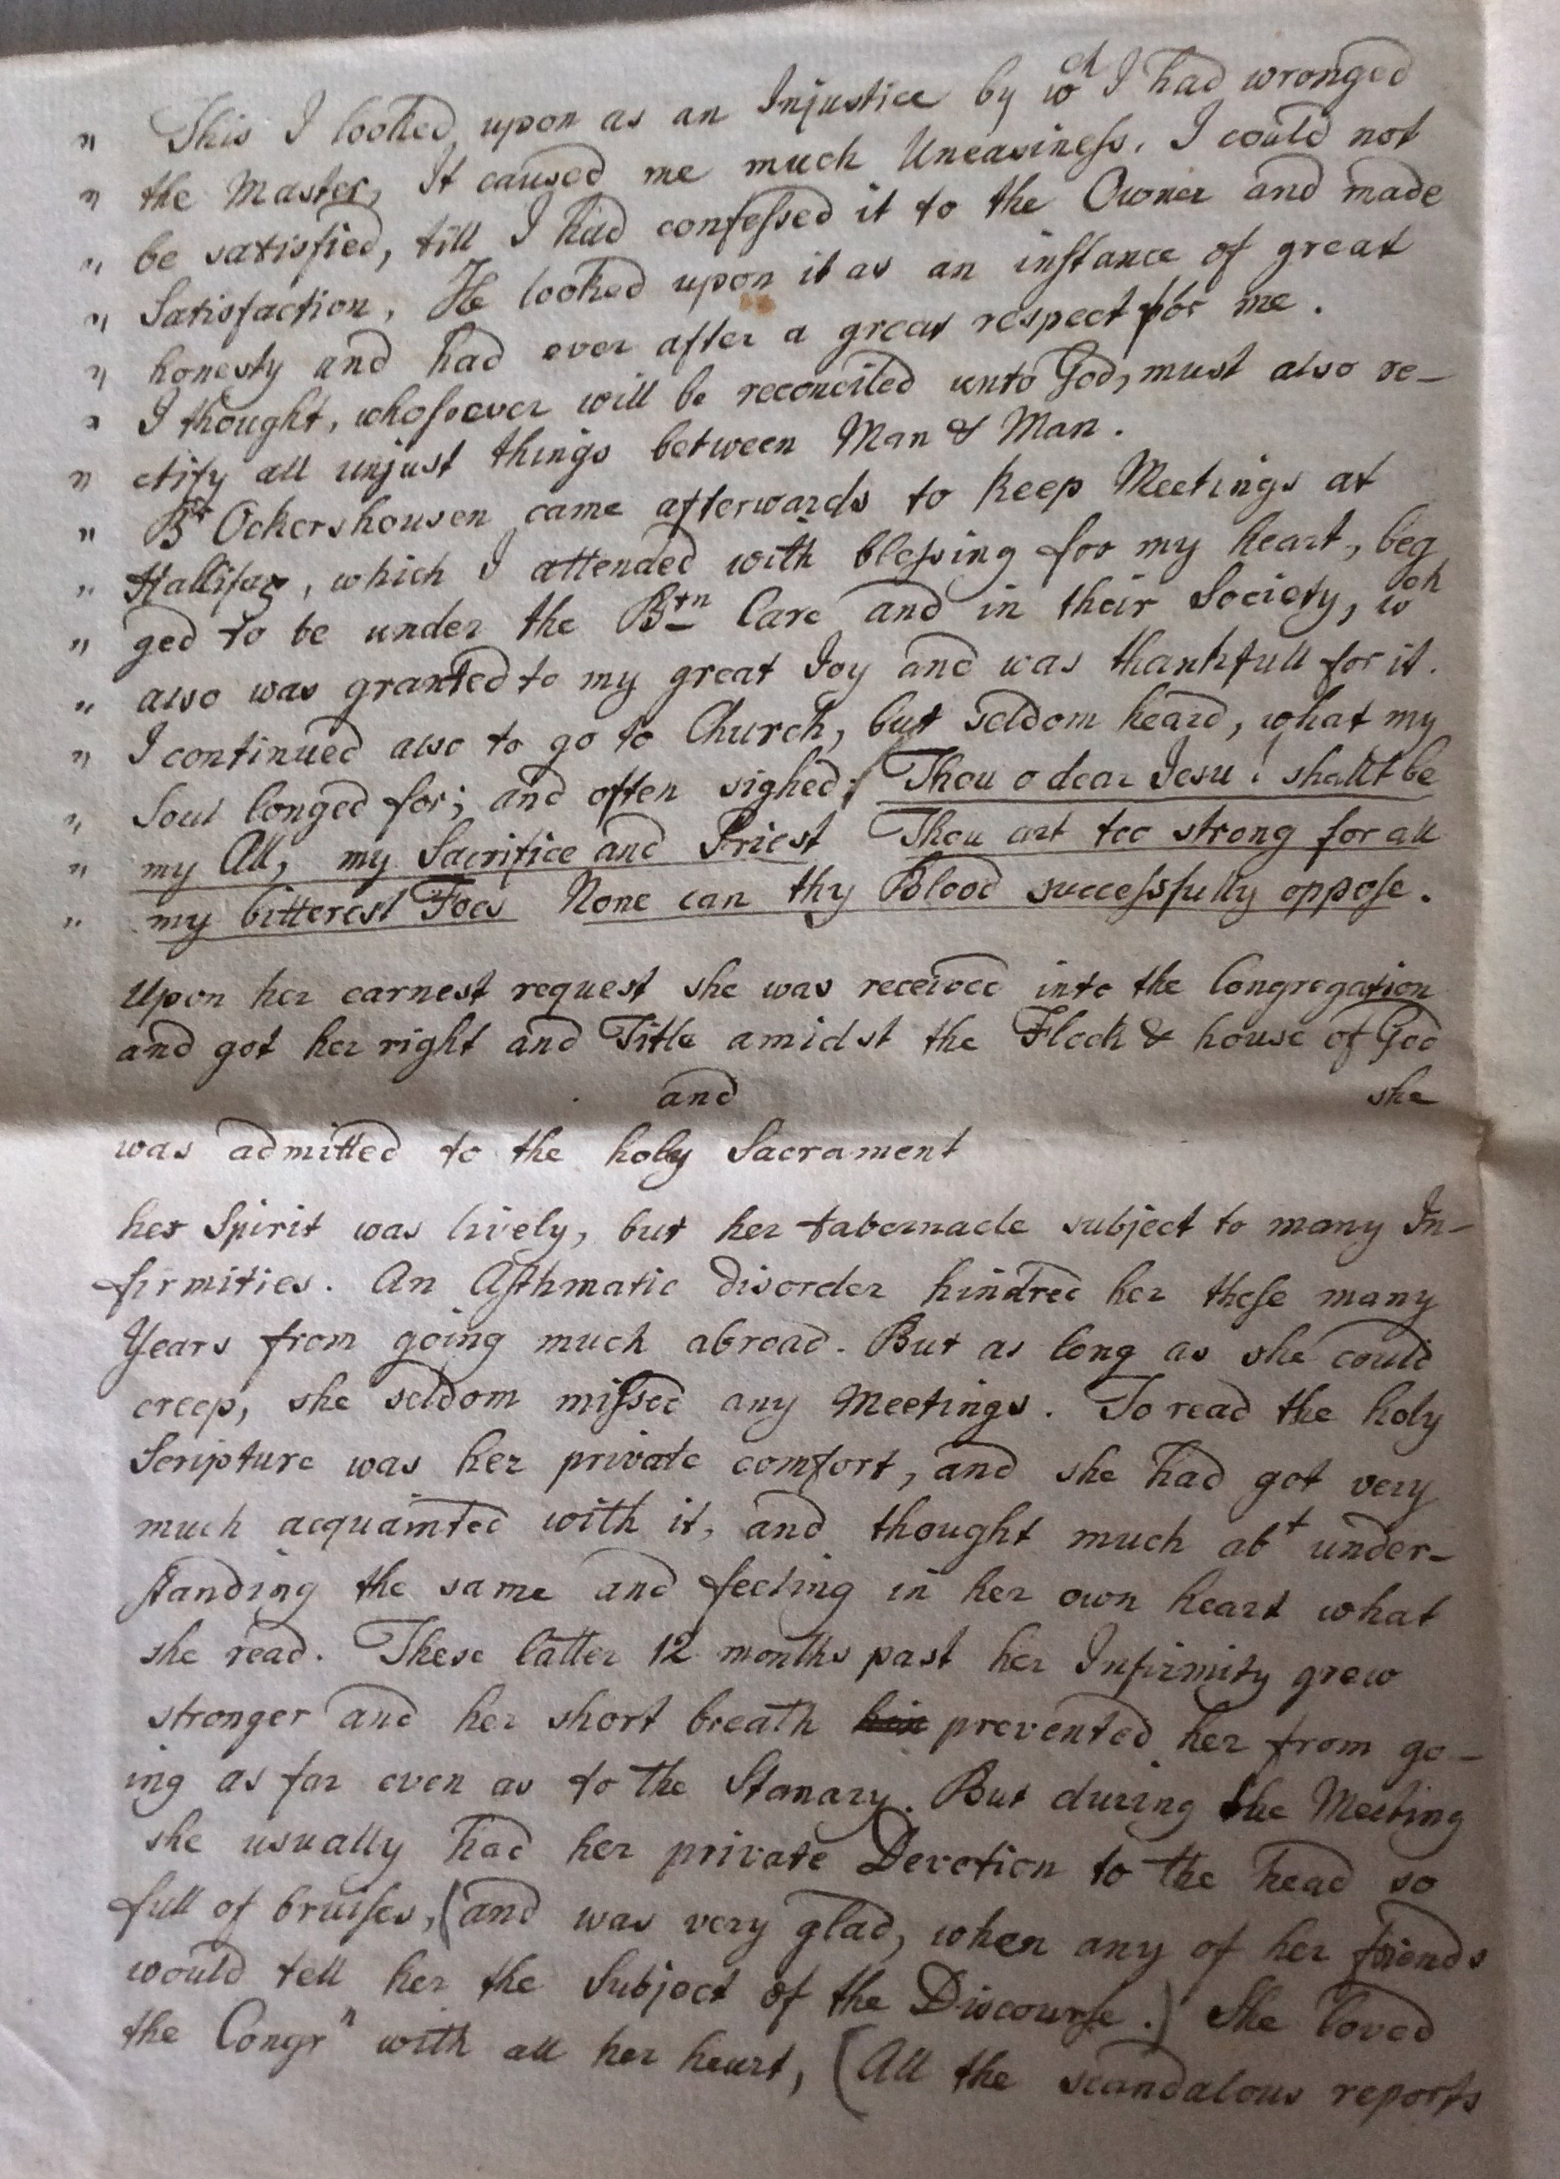 " This I looked upon as an Injustice by wch I had wronged
" the Master, It caused me much Uneasiness. I could not
" be satisfied, till I had confessed it to the Owner and made
" Satisfaction. He looked upon it as an instance of great
" honesty and had ever after a great respect for me.
" I thought, whosoever will be reconciled unto God, must also re-
" ctify all unjust things between Man & Man.
" Br Ockershousen came afterwards to keep Meetings at
" Hallifax, which I attended with blessing for my heart, beg
" ged to be under the Brn Care and in their Society, wch
" also was granted to my great Joy and was thankfull for it.
" I continued also to go to Church, but seldom heard, what my
" Soul longed for; and often sighed: Thou o dear Jesu! shallt be
" my All, my Sacrifice and Priest Thou art too strong for all
" my bitterest Foes None can thy Blood successfully oppose.
Upon her earnest request she was received into the Congregation
and got her right and Title amidst the Flock & house of God
and she
was admitted to the holy Sacrament
her Spirit was lively, but her tabernacle subject to many In-
firmities. An Asthmatic disorder hindred her these many
Years from going much abroad. But as long as she could
creep, she seldom missed any Meetings. To read the holy
Scripture was her private comfort, and she had got very
much acquainted with it, and thought much abt under-
standing the same and feeling in her own heart what
she read. These latter 12 months past her Infirmity grew
stronger and her short breath prevented her from go-
ing as far even as to the Stanary. But during the Meeting
she usually had her private Devotion to the head so
full of bruises, (and was very glad, when any of her friends
would tell her the Subject of the Discourse.) She loved
the Congrn with all her heart, (All the scandalous reports